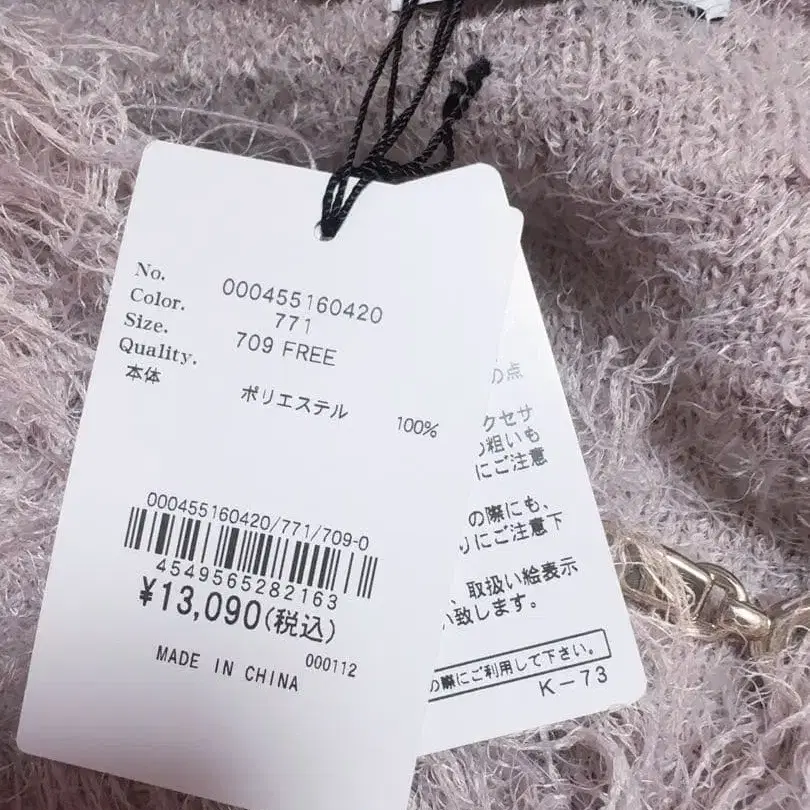 No. 000455160420
Color. 771
Size. 709 FREE
Quality.
本体 ポリエステル 100%
000455160420/771/709-0
4549565282163
¥13,090(税込)
MADE IN CHINA 000112
の点
クセサ
の粗いも
にご注意
の際にも、
りにご注意下
、取扱い絵表示
い致します。
の際にご利用して下さい。
K-73